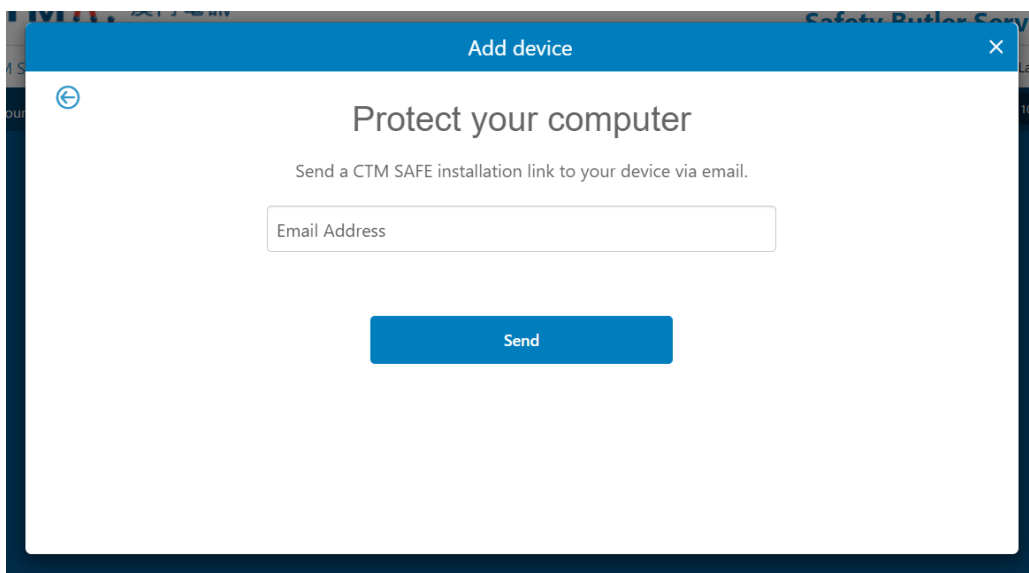 Add device
Protect your computer
Send a CTM SAFE installation link to your device via email.
Email Address
Send